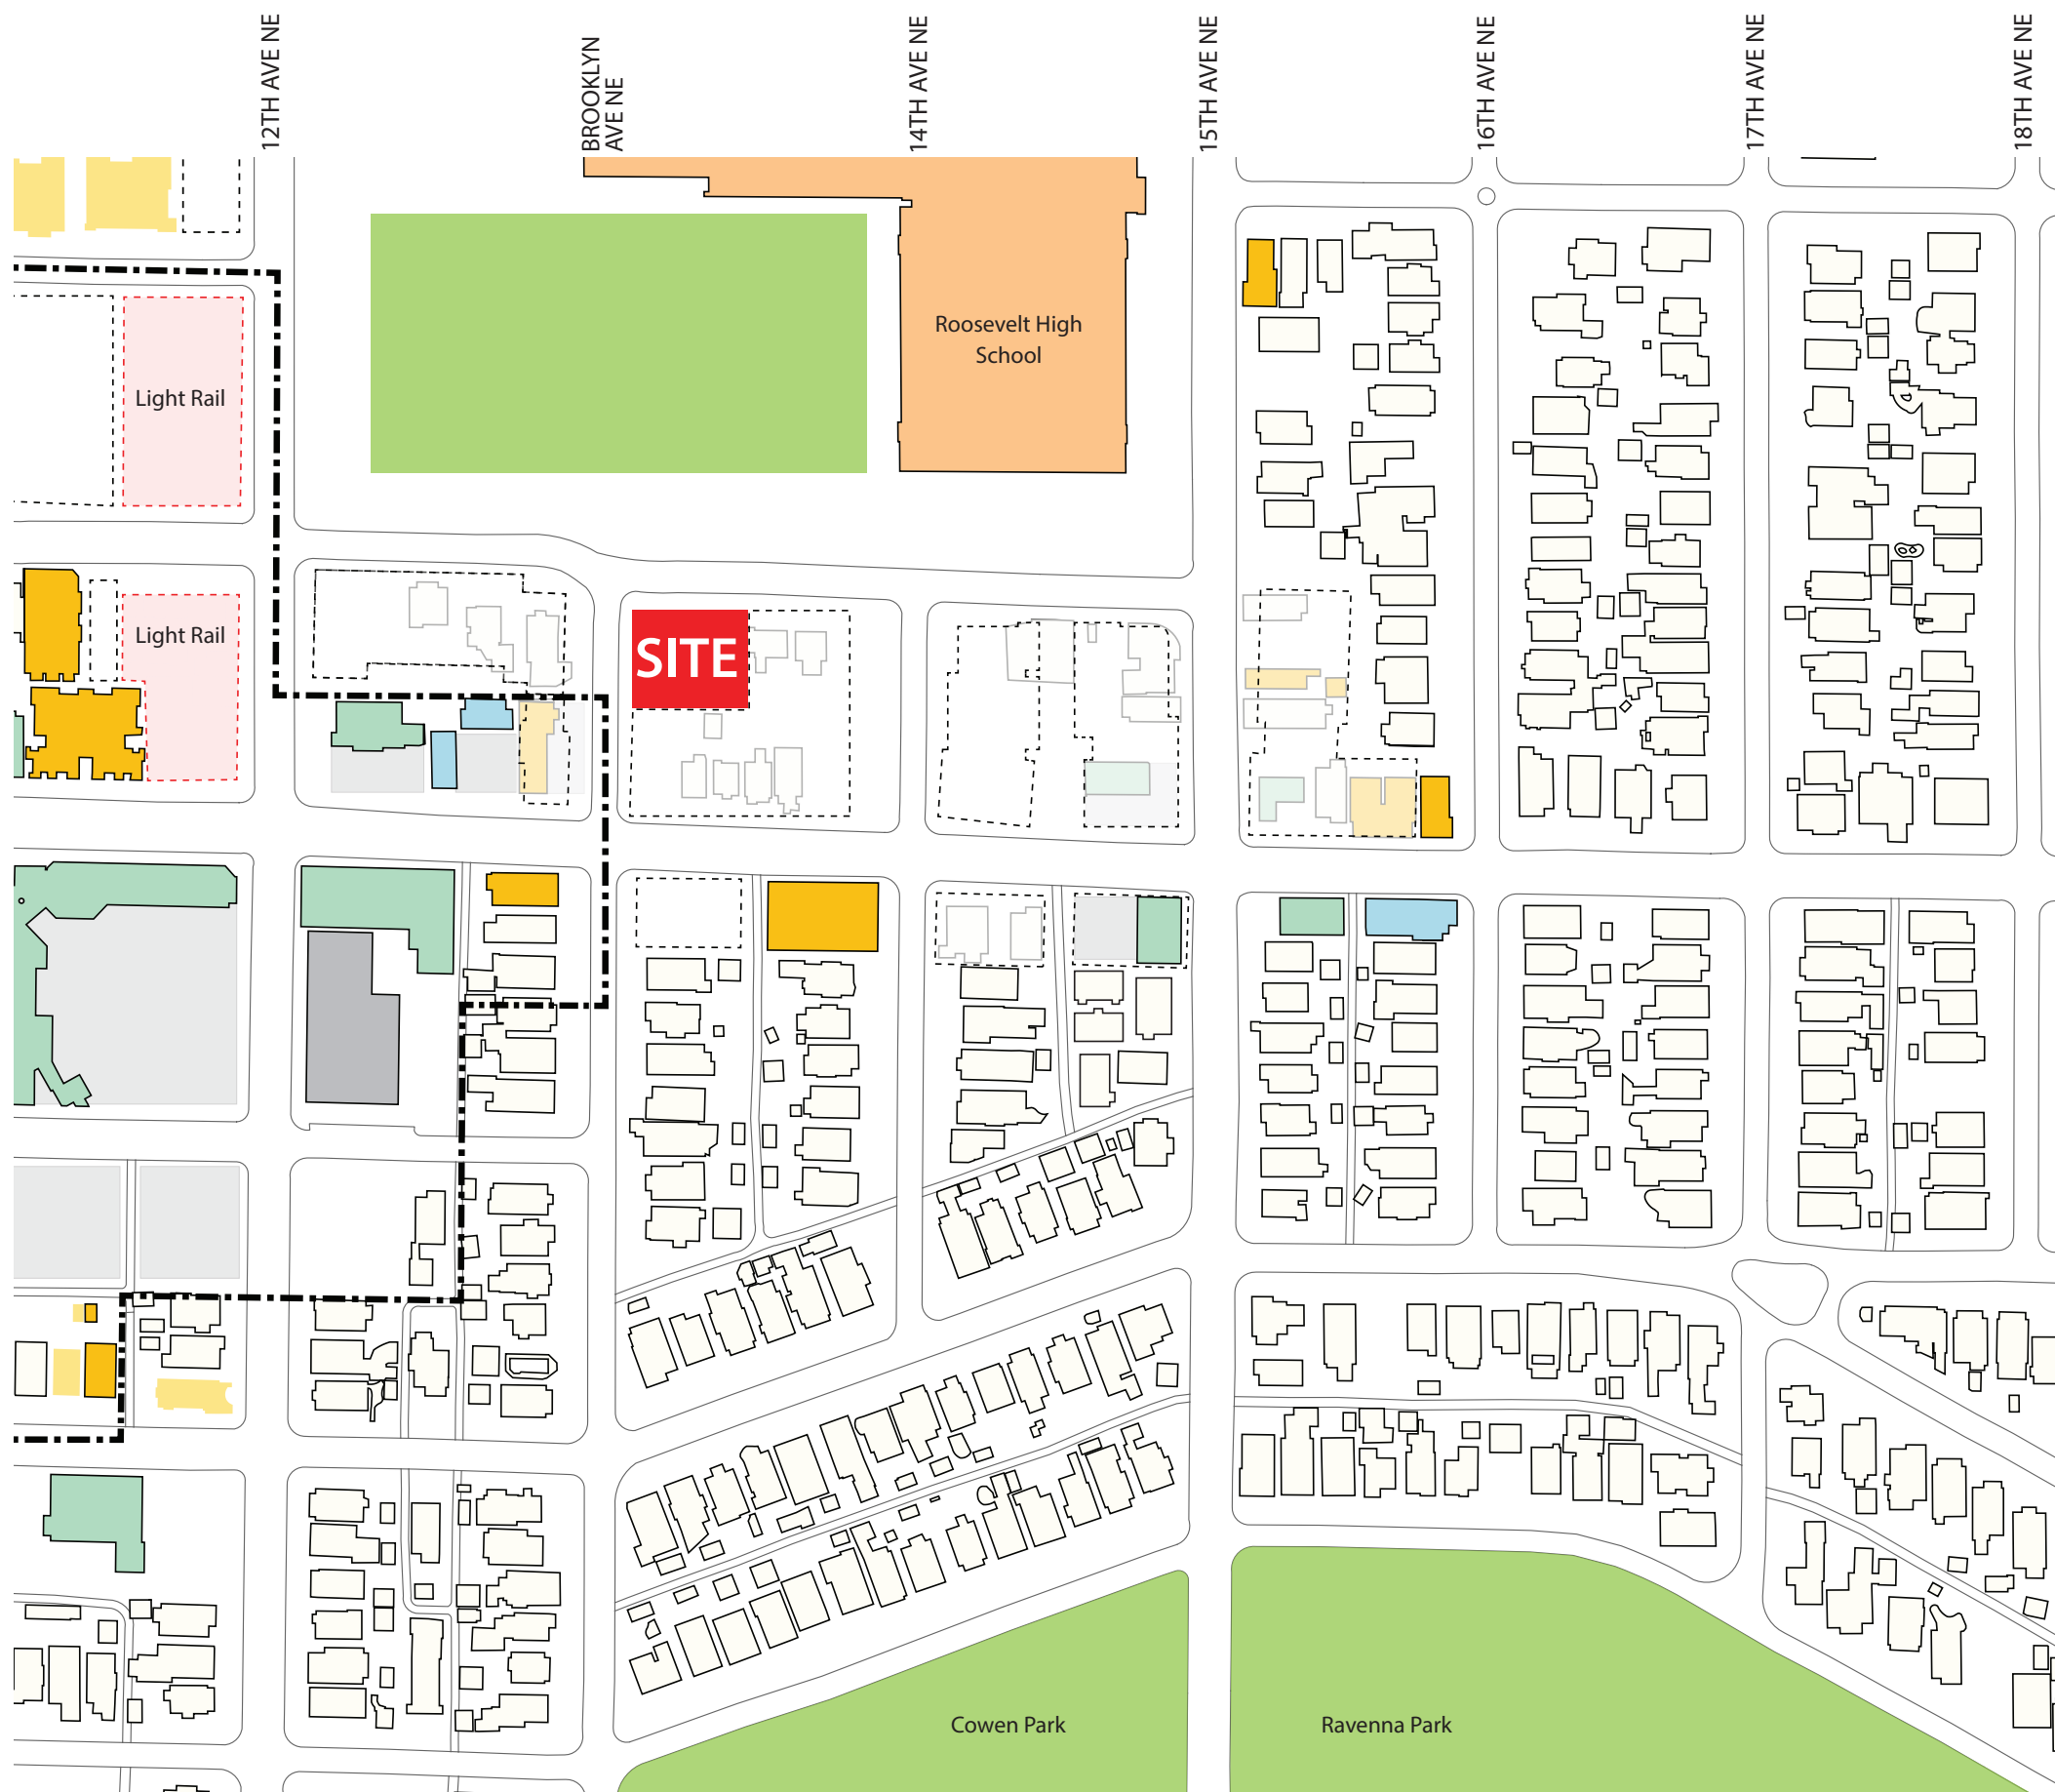 12TH AVE NE
BROOKLYN
AVE NE
14TH AVE NE
15TH AVE NE
16TH AVE NE
17TH AVE NE
18TH AVE NE
Roosevelt High
School
Light Rail
Light Rail
SITE
Cowen Park
Ravenna Park